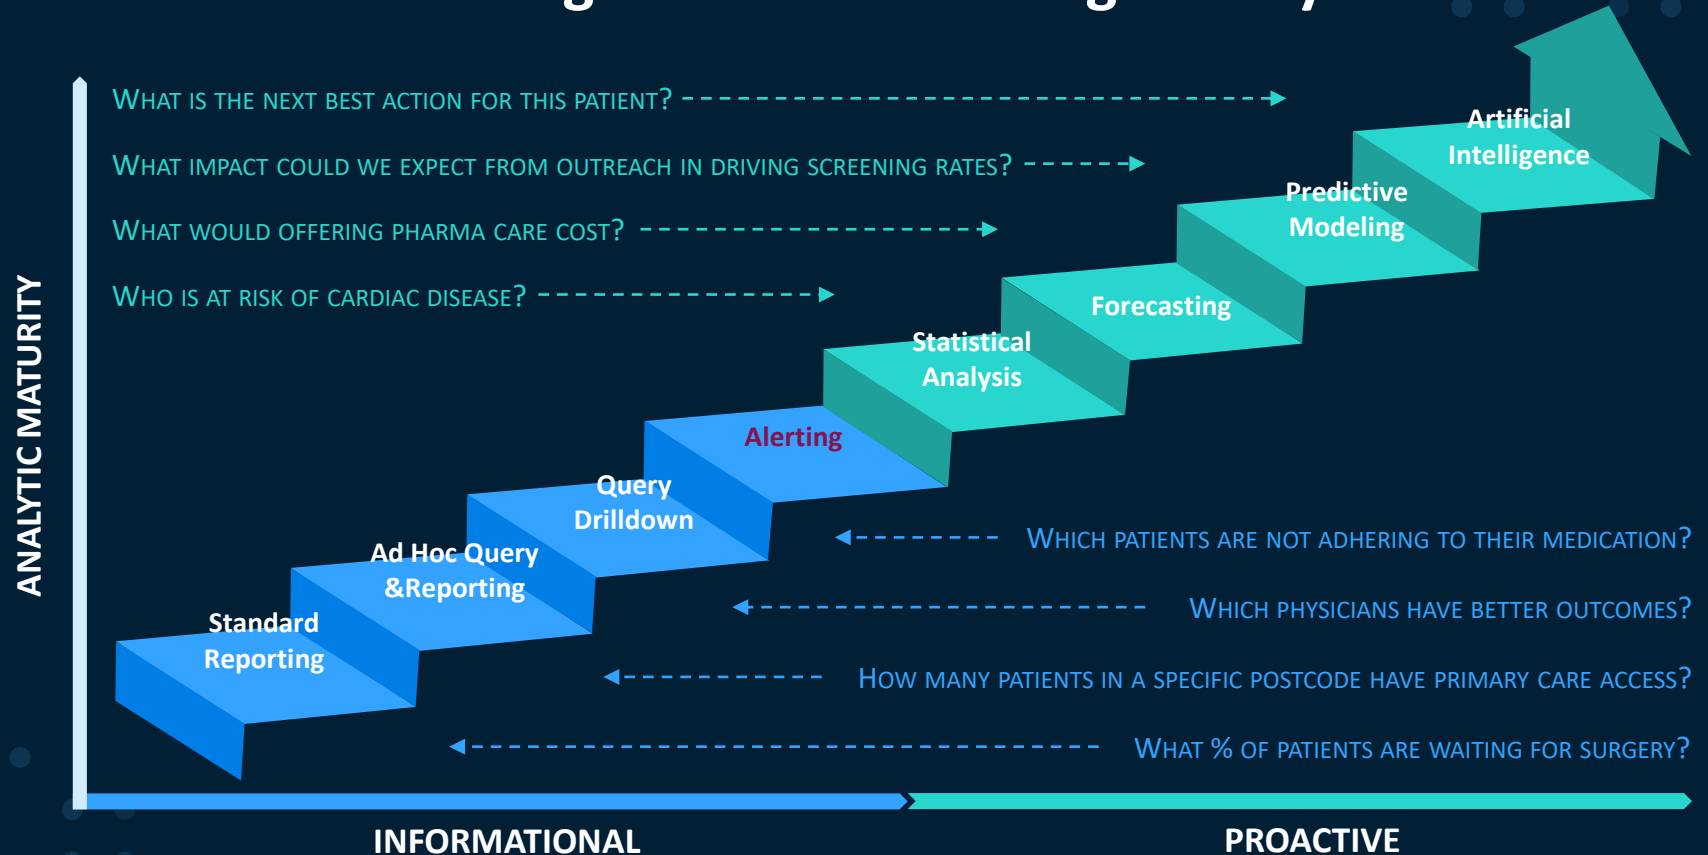 WHAT IS THE NEXT BEST ACTION FOR THIS PATIENT?
WHAT IMPACT COULD WE EXPECT FROM OUTREACH IN DRIVING SCREENING RATES?
WHAT WOULD OFFERING PHARMA CARE COST?
WHO IS AT RISK OF CARDIAC DISEASE?
Artificial
Intelligence
Predictive
Modeling
Forecasting
Statistical
Analysis
Alerting
Query
Drilldown
Ad Hoc Query
&Reporting
Standard
Reporting
WHICH PATIENTS ARE NOT ADHERING TO THEIR MEDICATION?
WHICH PHYSICIANS HAVE BETTER OUTCOMES?
HOW MANY PATIENTS IN A SPECIFIC POSTCODE HAVE PRIMARY CARE ACCESS?
WHAT % OF PATIENTS ARE WAITING FOR SURGERY?
ANALYTIC MATURITY
INFORMATIONAL
PROACTIVE